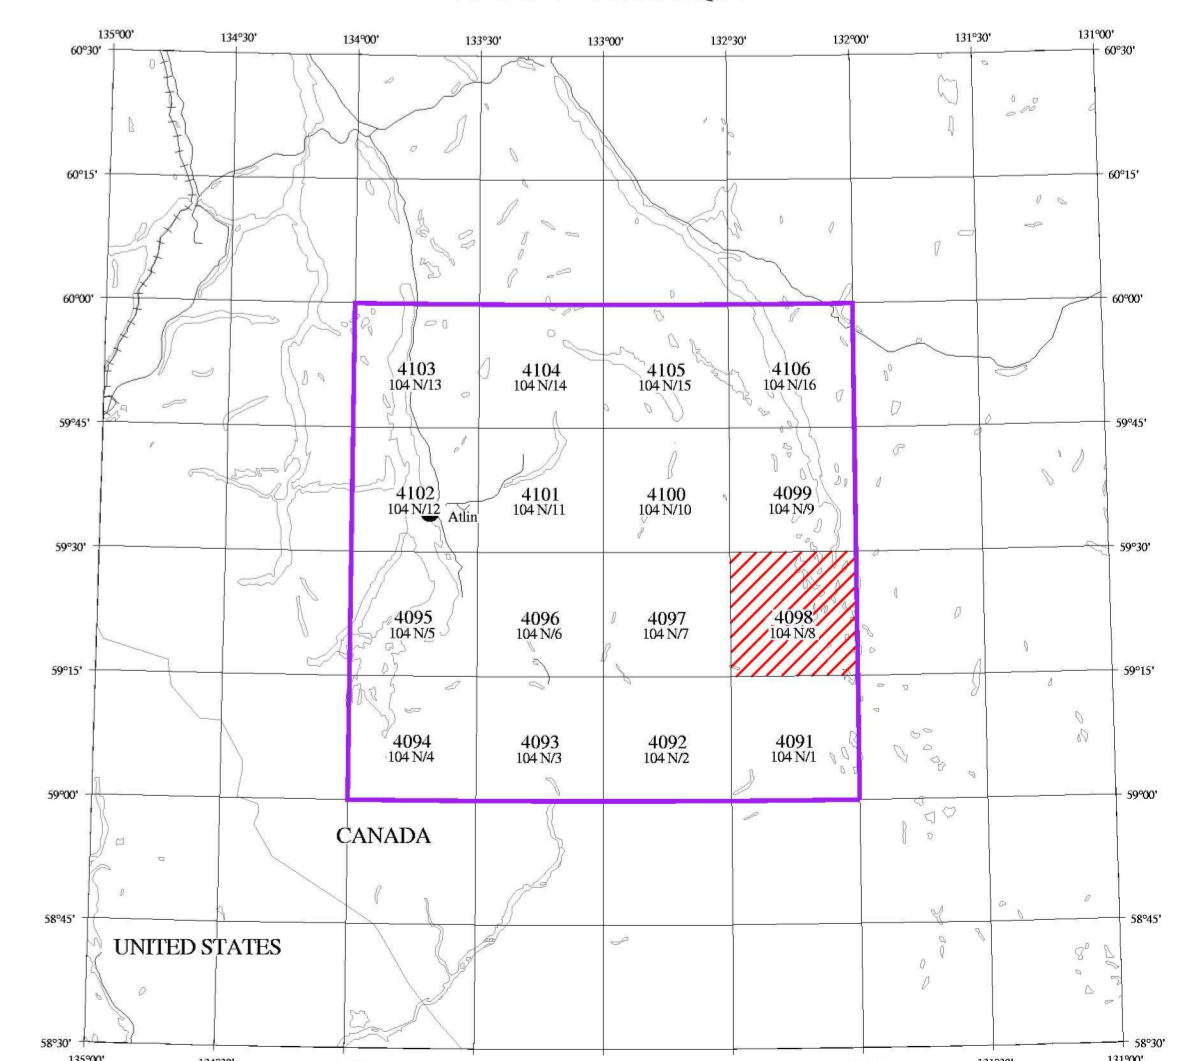 135°00' 134°30' 134°00' 133°30' 133°00' 132°30' 132°00' 131°30' 131°00'
60°30' 60°30'
60°15' 60°15'
60°00' 60°00'
4103 4104 4105 4106
104 N/13 104 N/14 104 N/15 104 N/16
59°45' 59°45'
4102 4101 4100 4099
104 N/12 104 N/11 104 N/10 104 N/9
Atlin
59°30' 59°30'
4095 4096 4097 4098
104 N/5 104 N/6 104 N/7 104 N/8
59°15' 59°15'
4094 4093 4092 4091
104 N/4 104 N/3 104 N/2 104 N/1
59°00' 59°00'
CANADA
58°45' 58°45'
UNITED STATES
58°30' 58°30'
135°00' 131°00'